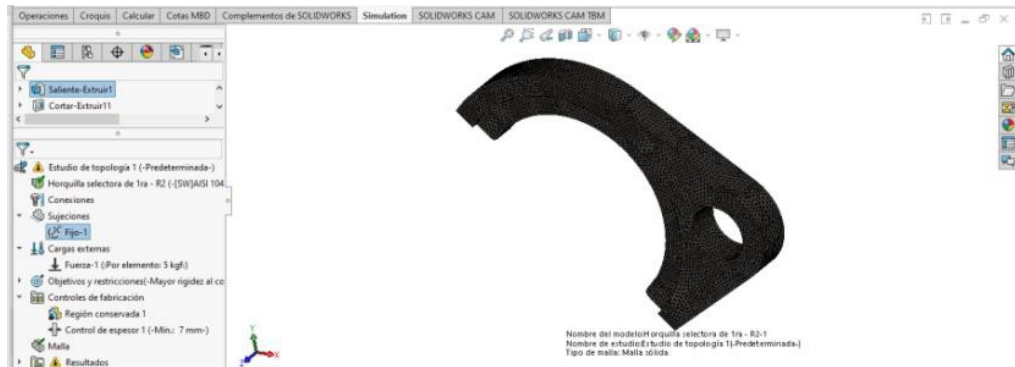 Operaciones Croquis Calcular Cotas MBD Complementos de SOLIDWORKS Simulation SOLIDWORKS CAM SOLIDWORKS CAM TBM
Saliente-Extruir1
Cortar-Extruir11
Estudio de topología 1 (-Predeterminada-)
Horquilla selectora de 1ra - R2 (-[SW]AISI 104
Conexiones
Sujeciones
Fijo-1
Cargas externas
Fuerza-1 (:Por elemento: 5 kgf:)
Objetivos y restricciones(-Mayor rigidez al co
Controles de fabricación
Región conservada 1
Control de espesor 1 (-Mín.: 7 mm-)
Malla
Resultados
Y
X
Z
Nombre del modelo:Horquilla selectora de 1ra - R2-1
Nombre de estudio:Estudio de topología 1(-Predeterminada-)
Tipo de malla: Malla sólida